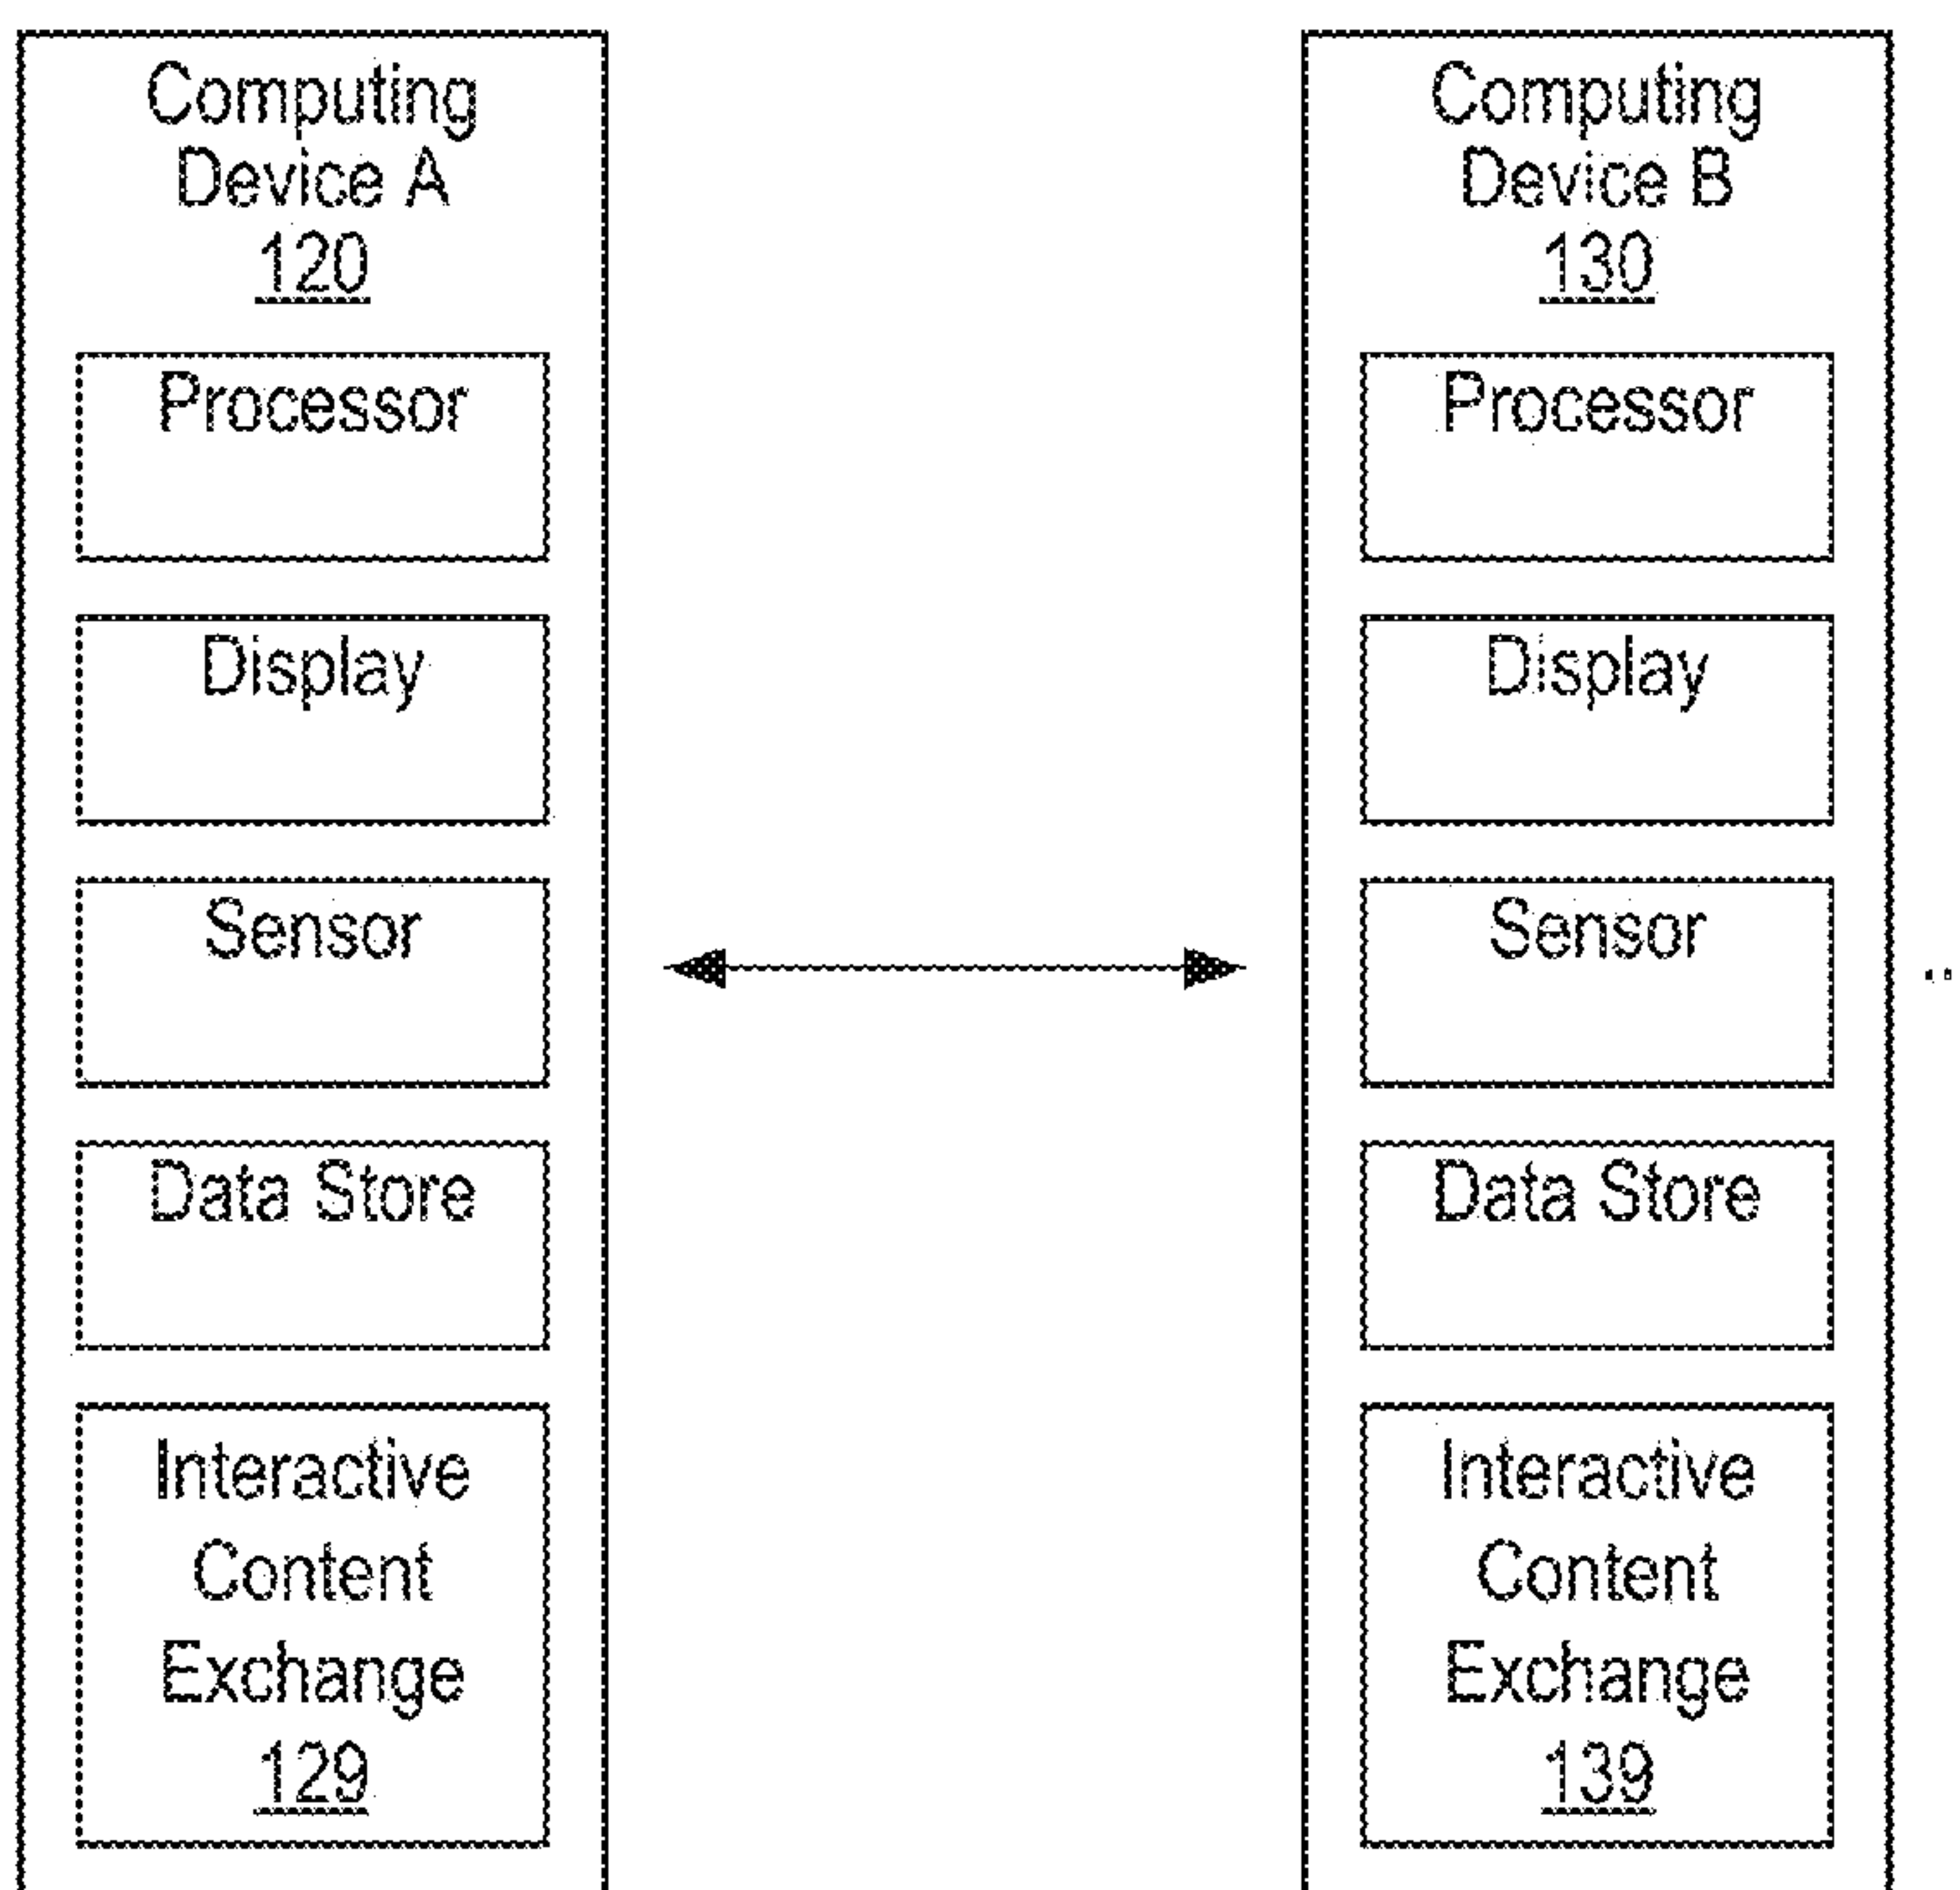 Computing
Device A
120
Processor
Display
Sensor
Data Store
Interactive
Content
Exchange
129
Computing
Device B
130
Processor
Display
Sensor
Data Store
Interactive
Content
Exchange
139